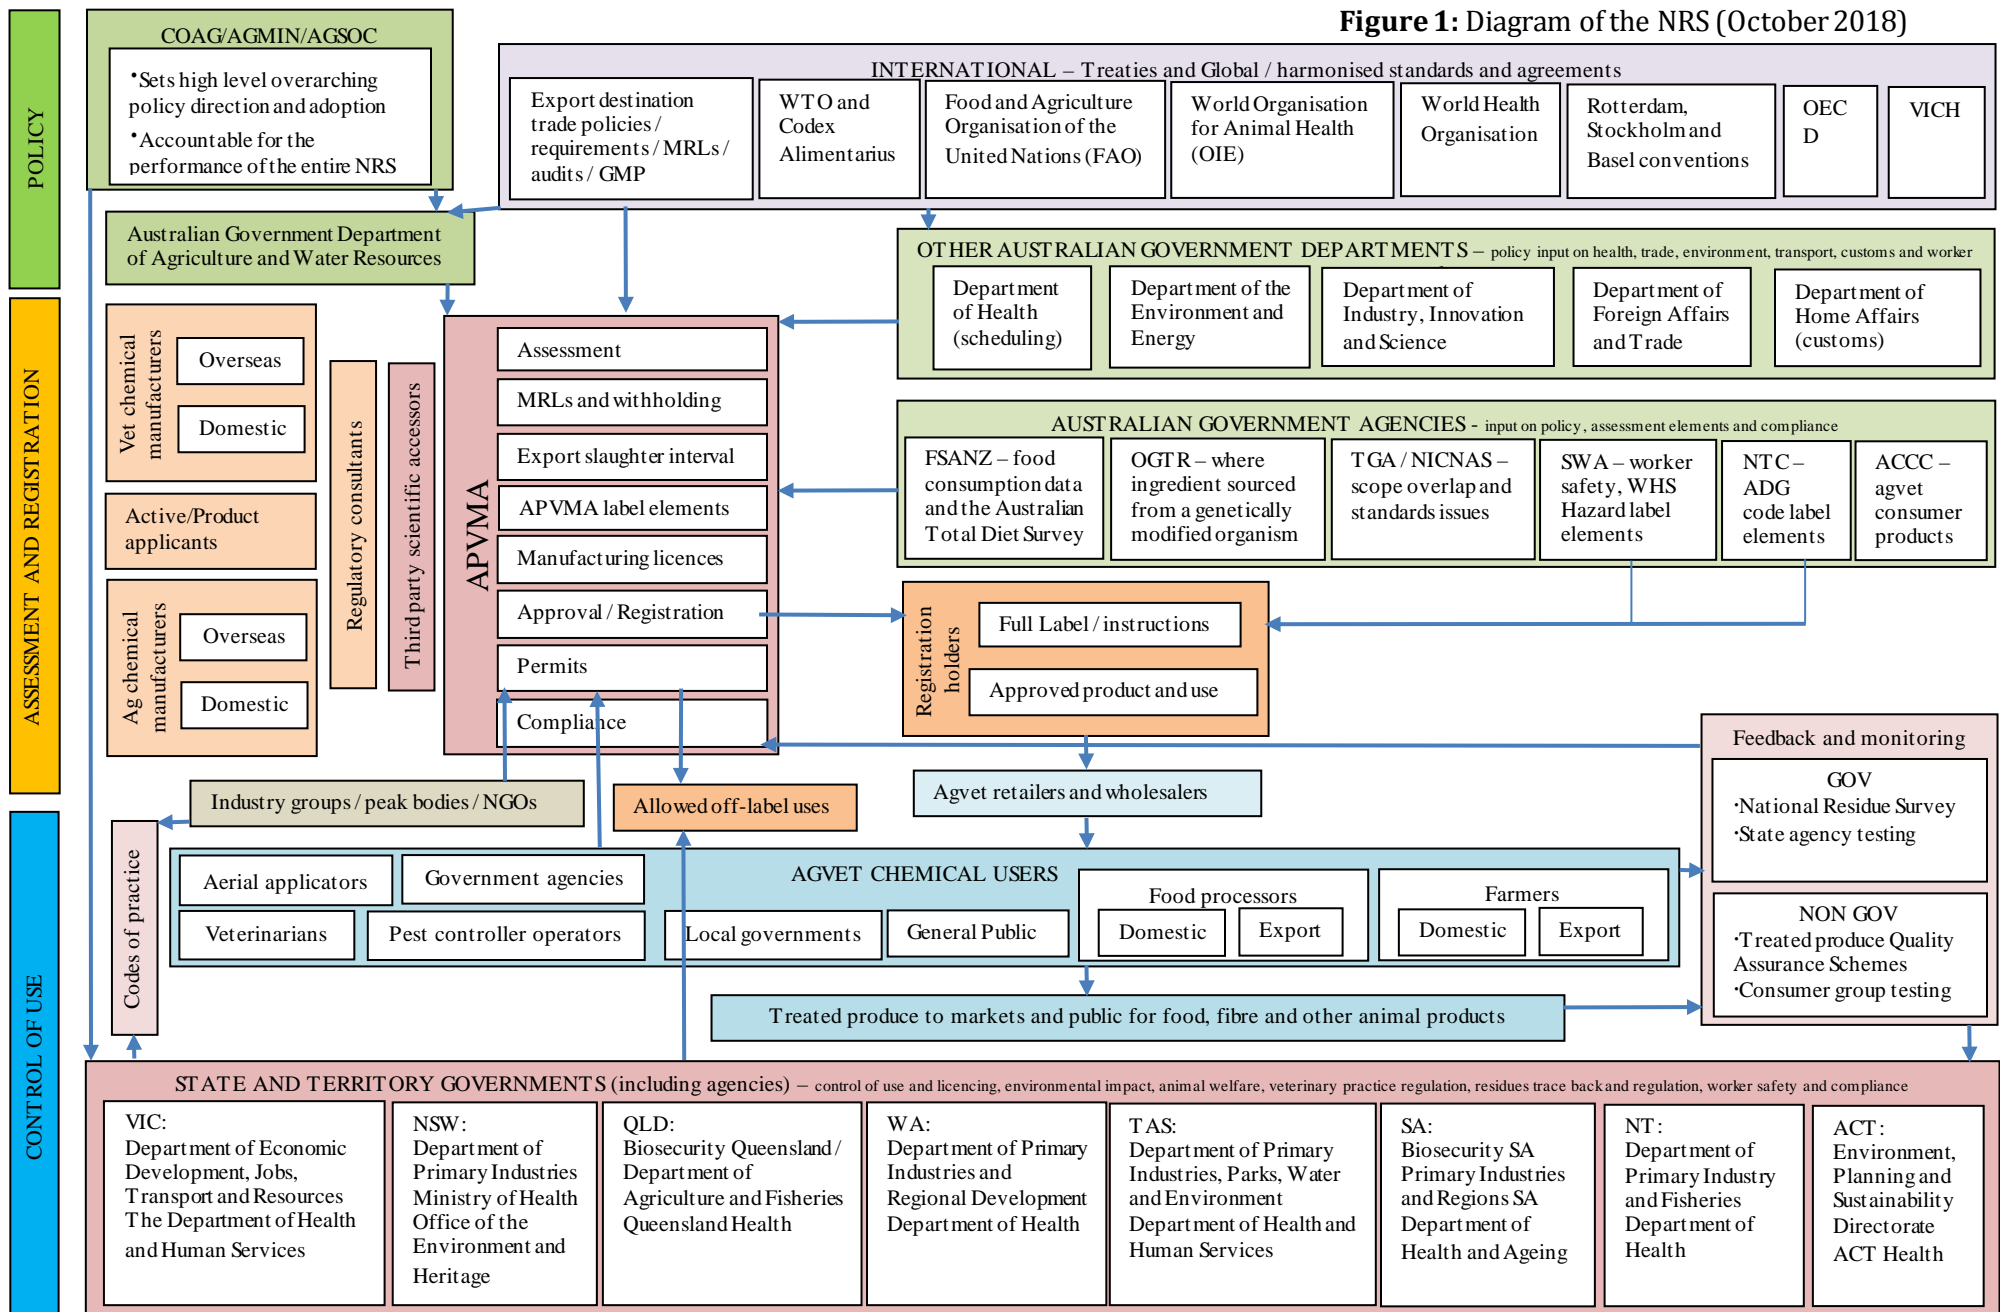 Figure 1: Diagram of the NRS (October 2018)
POLICY
COAG/AGMIN/AGSOC
•Sets high level overarching
policy direction and adoption
•Accountable for the
performance of the entire NRS
INTERNATIONAL – Treaties and Global / harmonised standards and agreements
Export destination
trade policies /
requirements / MRLs /
audits / GMP
WTO and
Codex
Alimentarius
Food and Agriculture
Organisation of the
United Nations (FAO)
World Organisation
for Animal Health
(OIE)
World Health
Organisation
Rotterdam,
Stockholm and
Basel conventions
OEC
D
VICH
Australian Government Department
of Agriculture and Water Resources
OTHER AUSTRALIAN GOVERNMENT DEPARTMENTS – policy input on health, trade, environment, transport, customs and worker
Department
of Health
(scheduling)
Department of the
Environment and
Energy
Department of
Industry, Innovation
and Science
Department of
Foreign Affairs
and Trade
Department of
Home Affairs
(customs)
ASSESSMENT AND REGISTRATION
Vet chemical
manufacturers
Overseas
Domestic
Active/Product
applicants
Ag chemical
manufacturers
Overseas
Domestic
Regulatory consultants
Third party scientific accessors
APVMA
Assessment
MRLs and withholding
Export slaughter interval
APVMA label elements
Manufacturing licences
Approval / Registration
Permits
Compliance
AUSTRALIAN GOVERNMENT AGENCIES - input on policy, assessment elements and compliance
FSANZ – food
consumption data
and the Australian
Total Diet Survey
OGTR – where
ingredient sourced
from a genetically
modified organism
TGA / NICNAS –
scope overlap and
standards issues
SWA – worker
safety, WHS
Hazard label
elements
NTC –
ADG
code label
elements
ACCC –
agvet
consumer
products
Registration
holders
Full Label / instructions
Approved product and use
Feedback and monitoring
GOV
•National Residue Survey
•State agency testing
NON GOV
•Treated produce Quality
Assurance Schemes
•Consumer group testing
Industry groups / peak bodies / NGOs
Allowed off-label uses
Agvet retailers and wholesalers
CONTROL OF USE
Codes of practice
AGVET CHEMICAL USERS
Aerial applicators
Government agencies
Veterinarians
Pest controller operators
Local governments
General Public
Food processors
Domestic
Export
Farmers
Domestic
Export
Treated produce to markets and public for food, fibre and other animal products
STATE AND TERRITORY GOVERNMENTS (including agencies) – control of use and licencing, environmental impact, animal welfare, veterinary practice regulation, residues trace back and regulation, worker safety and compliance
VIC:
Department of Economic
Development, Jobs,
Transport and Resources
The Department of Health
and Human Services
NSW:
Department of
Primary Industries
Ministry of Health
Office of the
Environment and
Heritage
QLD:
Biosecurity Queensland /
Department of
Agriculture and Fisheries
Queensland Health
WA:
Department of Primary
Industries and
Regional Development
Department of Health
TAS:
Department of Primary
Industries, Parks, Water
and Environment
Department of Health and
Human Services
SA:
Biosecurity SA
Primary Industries
and Regions SA
Department of
Health and Ageing
NT:
Department of
Primary Industry
and Fisheries
Department of
Health
ACT:
Environment,
Planning and
Sustainability
Directorate
ACT Health